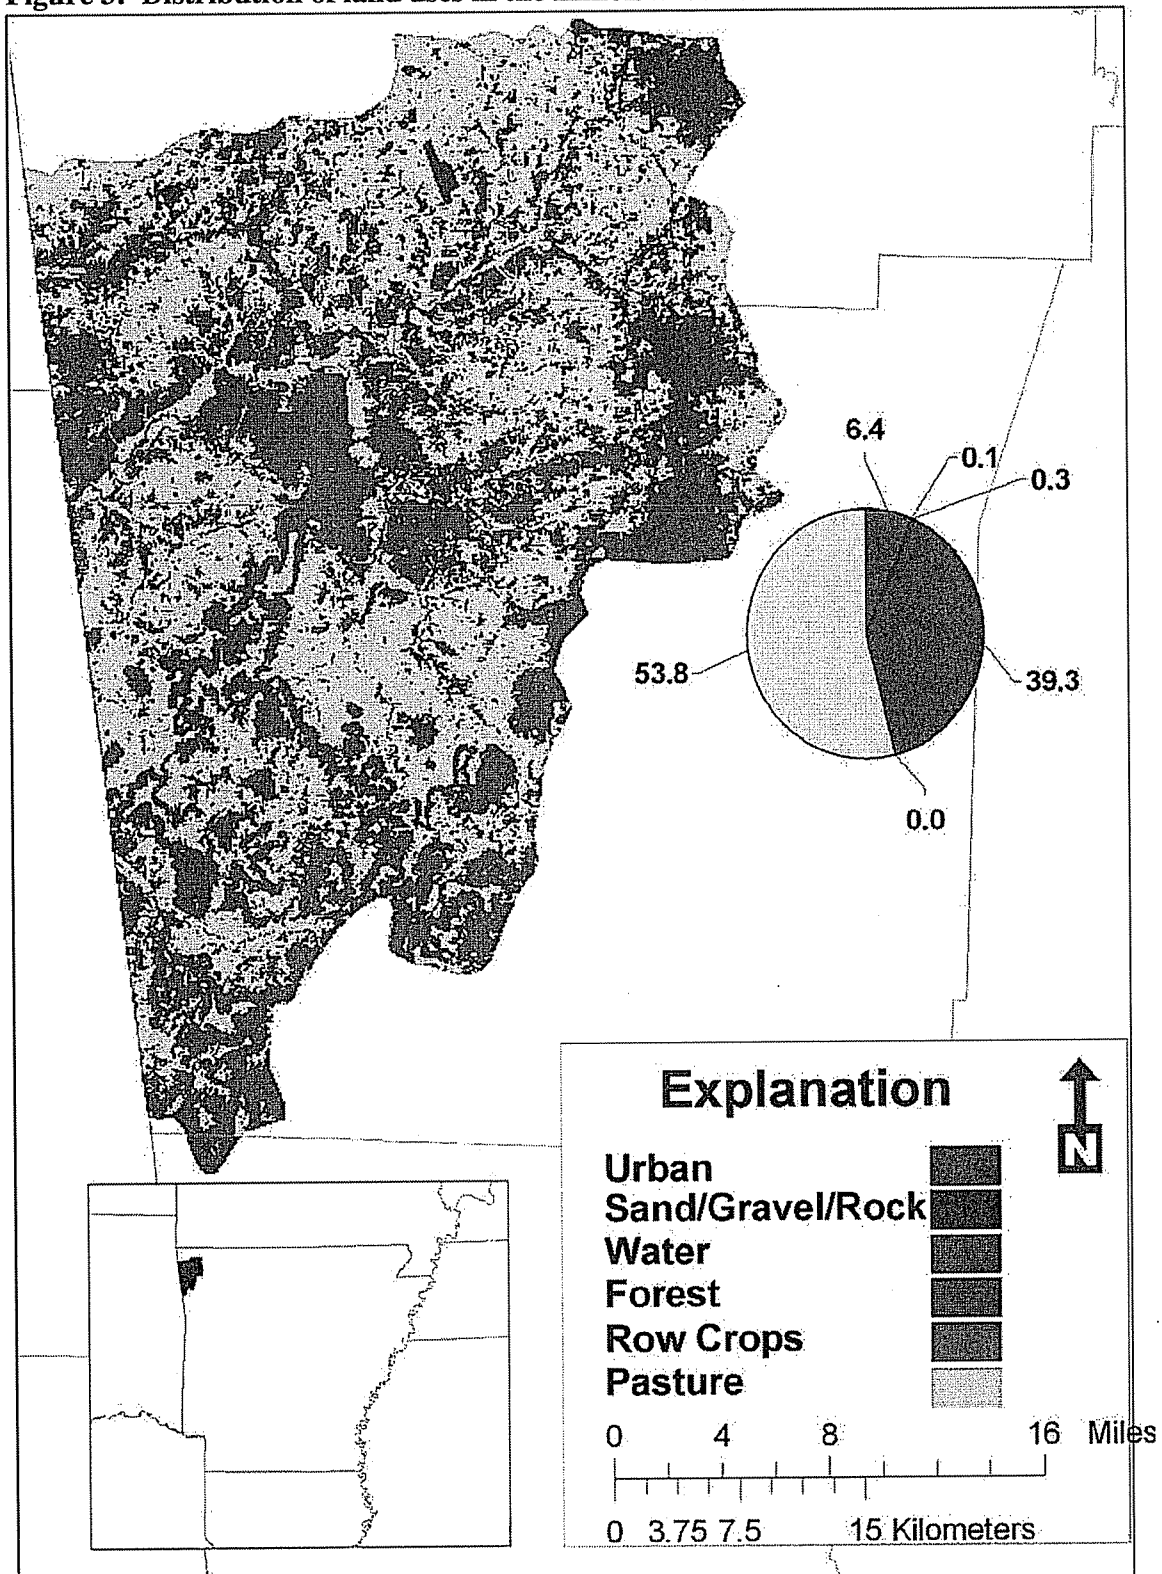 Figure 3: Distribution of land uses in the
6.4
0.1
0.3
53.8
39.3
0.0
Explanation
N
Urban
Sand/Gravel/Rock
Water
Forest
Row Crops
Pasture
0 4 8 16 Miles
0 3.75 7.5 15 Kilometers